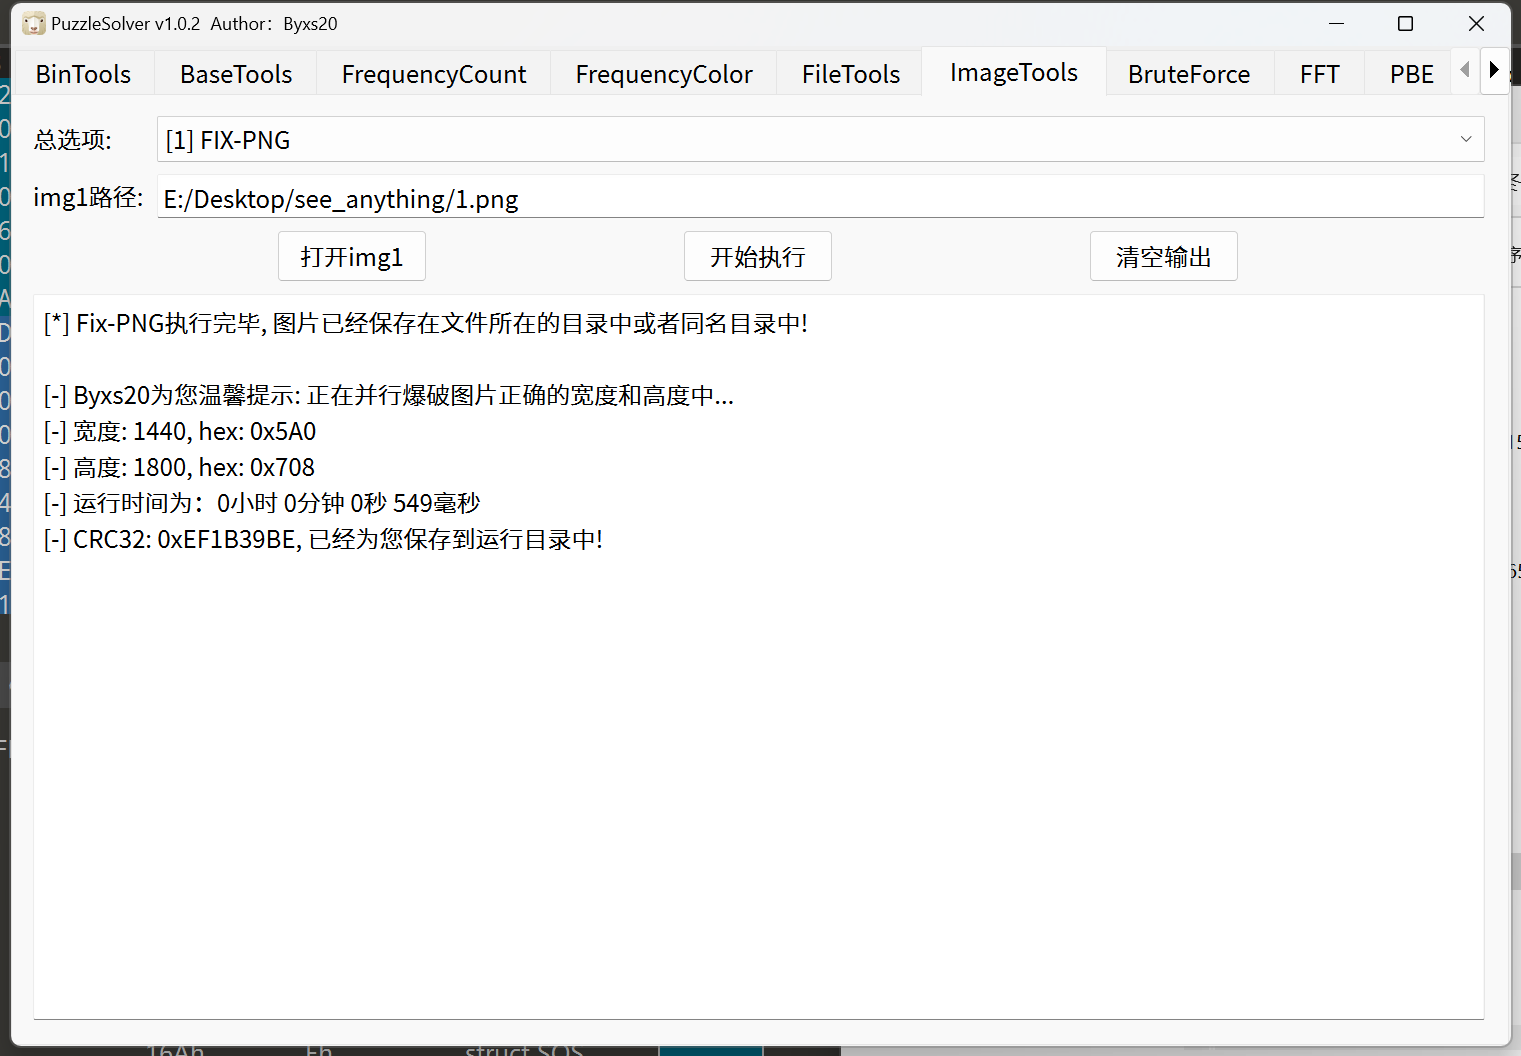 PuzzleSolver v1.0.2 Author：Byxs20
BinTools BaseTools FrequencyCount FrequencyColor FileTools ImageTools BruteForce FFT PBE
总选项: [1] FIX-PNG
img1路径: E:/Desktop/see_anything/1.png
打开img1 开始执行 清空输出
[*] Fix-PNG执行完毕, 图片已经保存在文件所在的目录中或者同名目录中!
[-] Byxs20为您温馨提示: 正在并行爆破图片正确的宽度和高度中...
[-] 宽度: 1440, hex: 0x5A0
[-] 高度: 1800, hex: 0x708
[-] 运行时间为：0小时 0分钟 0秒 549毫秒
[-] CRC32: 0xEF1B39BE, 已经为您保存到运行目录中!
16Ah Fh struct SOS